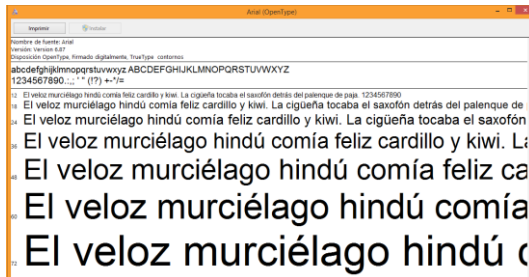 Arial (OpenType)
Imprimir Instalar
Nombre de fuente: Arial
Versión: Version 6.87
Disposición OpenType, Firmado digitalmente, TrueType contornos
abcdefghijklmnopqrstuvwxyz ABCDEFGHIJKLMNOPQRSTUVWXYZ
1234567890.:,; ' " (!?) +-*/=
12 El veloz murciélago hindú comía feliz cardillo y kiwi. La cigüeña tocaba el saxofón detrás del palenque de paja. 1234567890
18 El veloz murciélago hindú comía feliz cardillo y kiwi. La cigüeña tocaba el saxofón detrás del palenque de
24 El veloz murciélago hindú comía feliz cardillo y kiwi. La cigüeña tocaba el saxofón
36 El veloz murciélago hindú comía feliz cardillo y kiwi. La
48 El veloz murciélago hindú comía feliz ca
60 El veloz murciélago hindú comía
72 El veloz murciélago hindú